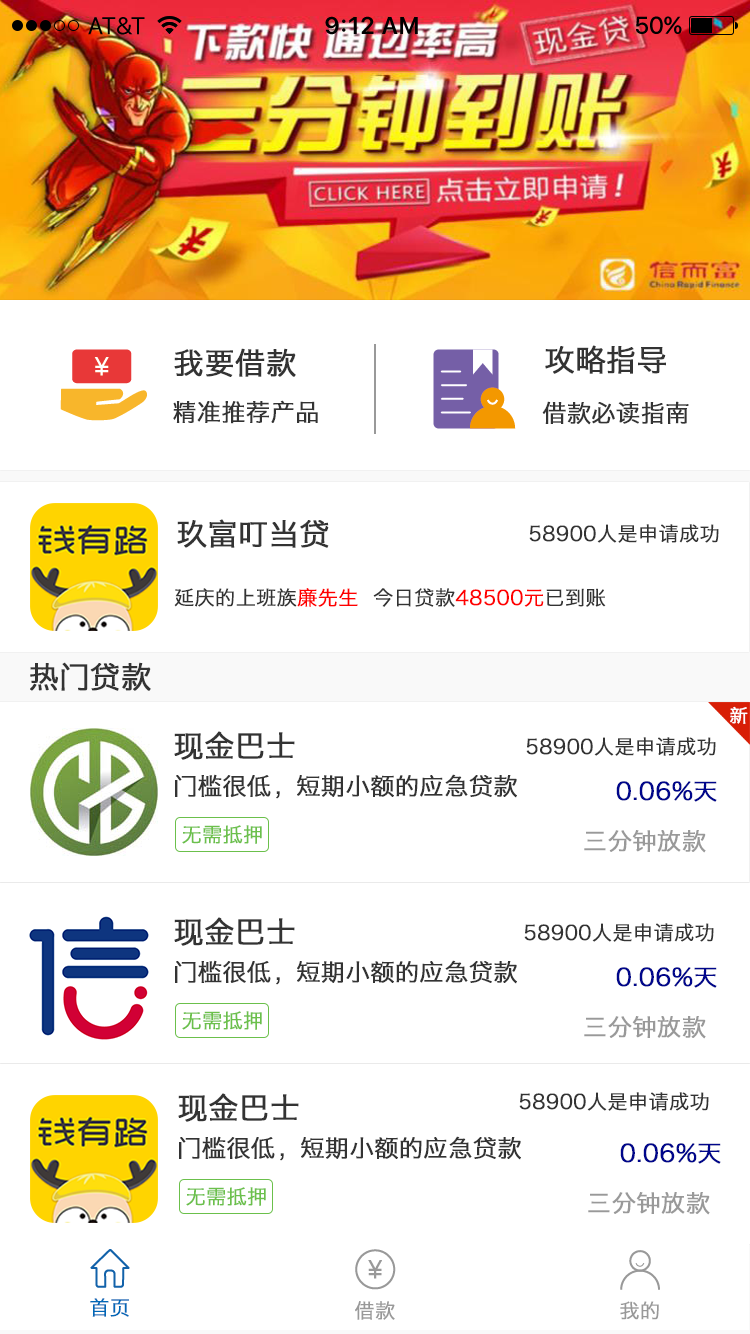 AT&T 9:12 AM 50%
下款快 通过率高 现金贷
三分钟到账
CLICK HERE 点击立即申请！
信而富
China Rapid Finance
我要借款
精准推荐产品
攻略指导
借款必读指南
钱有路
玖富叮当贷
58900人是申请成功
延庆的上班族廉先生 今日贷款48500元已到账
热门贷款
新
现金巴士
58900人是申请成功
门槛很低，短期小额的应急贷款
0.06%天
无需抵押
三分钟放款
信
现金巴士
58900人是申请成功
门槛很低，短期小额的应急贷款
0.06%天
无需抵押
三分钟放款
钱有路
现金巴士
58900人是申请成功
门槛很低，短期小额的应急贷款
0.06%天
无需抵押
三分钟放款
首页
借款
我的